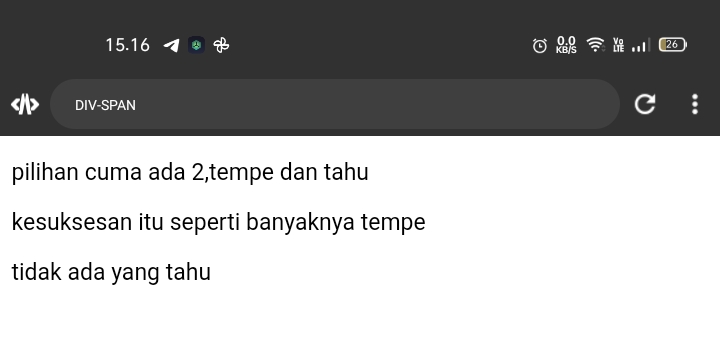 15.16
0.0
KB/S
Vo
LTE
26
DIV-SPAN
pilihan cuma ada 2,tempe dan tahu
kesuksesan itu seperti banyaknya tempe
tidak ada yang tahu